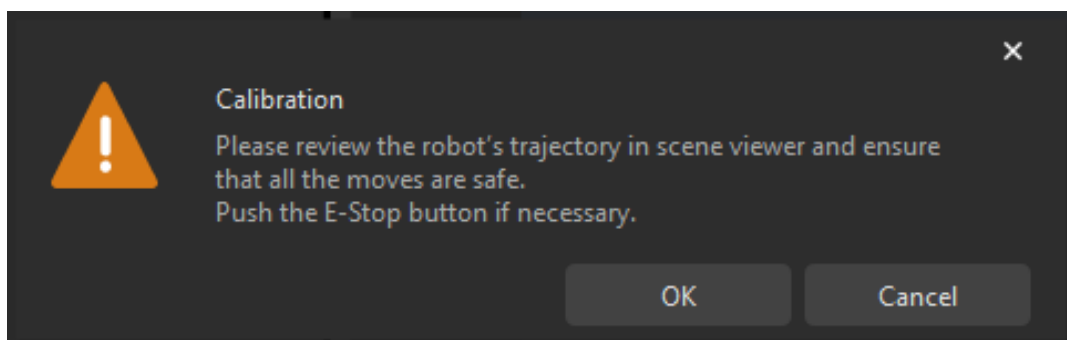 Calibration
Please review the robot's trajectory in scene viewer and ensure
that all the moves are safe.
Push the E-Stop button if necessary.
OK
Cancel